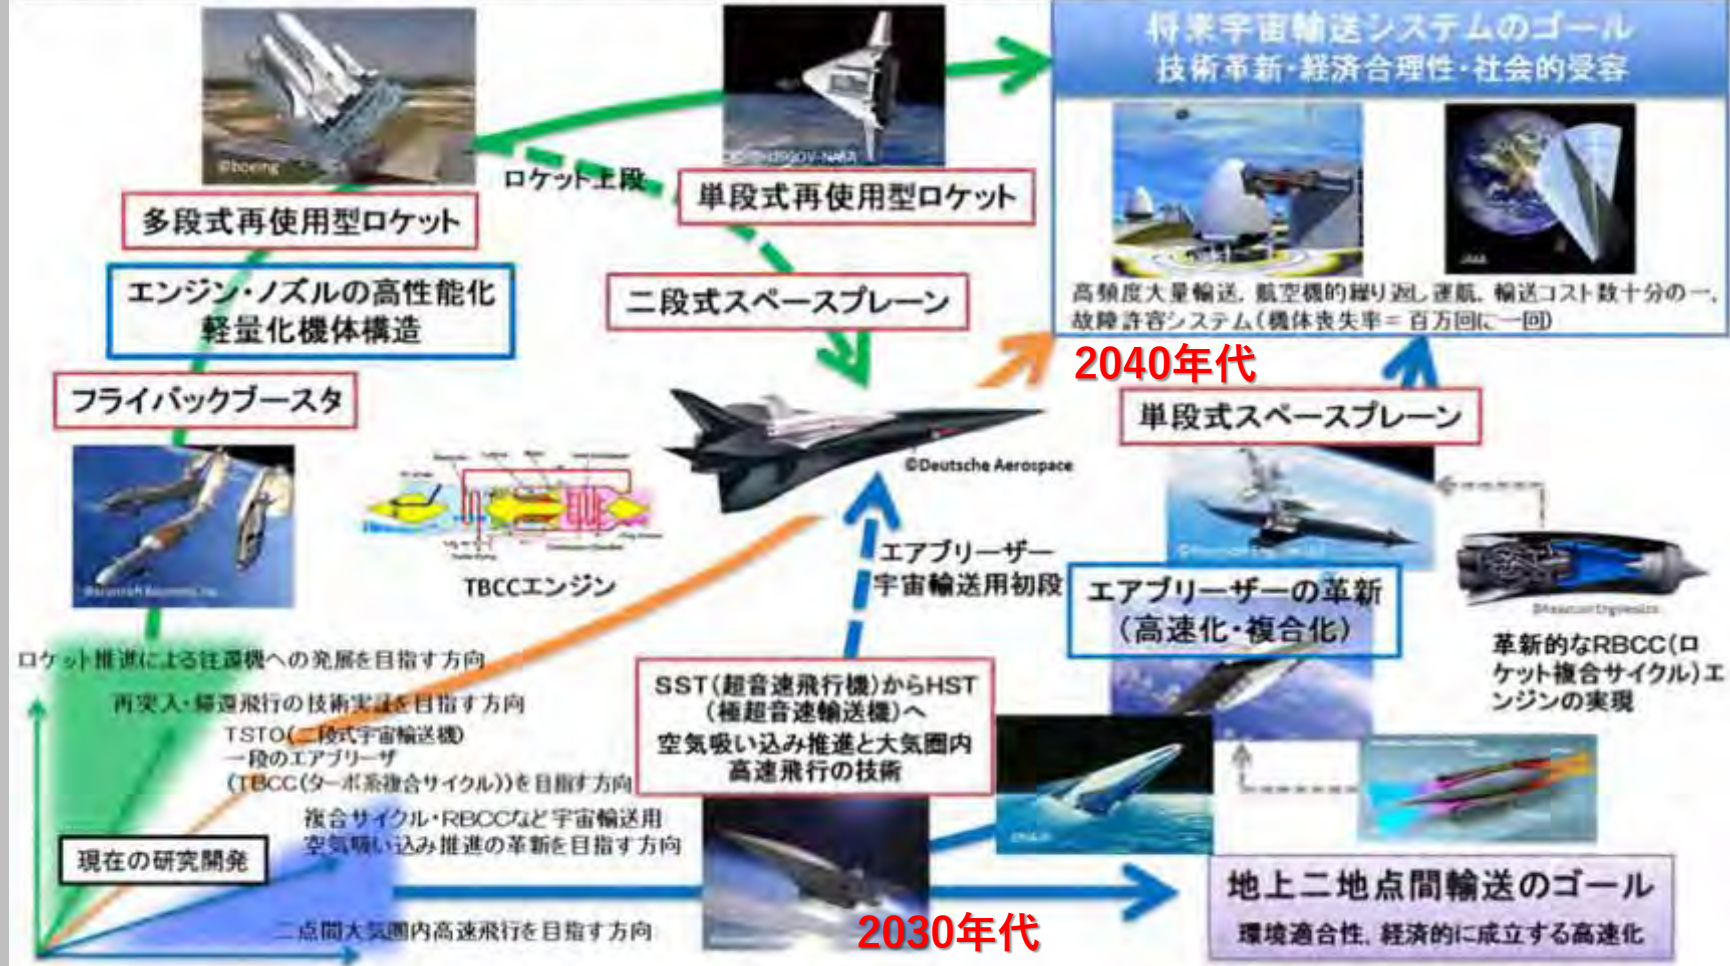 将来宇宙輸送システムのゴール
技術革新・経済合理性・社会的受容
©boeing
ロケット上段
単段式再使用型ロケット
多段式再使用型ロケット
エンジン・ノズルの高性能化
軽量化機体構造
二段式スペースプレーン
JAXA
高頻度大量輸送，航空機的繰り返し運航，輸送コスト数十分の一，
故障許容システム(機体喪失率＝百万回に一回)
2040年代
フライバックブースタ
単段式スペースプレーン
©Deutsche Aerospace
TBCCエンジン
エアブリーザー
宇宙輸送用初段
エアブリーザーの革新
(高速化・複合化)
革新的なRBCC(ロ
ケット複合サイクル)エ
ンジンの実現
ロケット推進による往還機への発展を目指す方向
再突入・帰還飛行の技術実証を目指す方向
TSTO(二段式宇宙輸送機)
一段のエアブリーザ
(TBCC(ターボ系複合サイクル))を目指す方向
SST(超音速飛行機)からHST
(極超音速輸送機)へ
空気吸い込み推進と大気圏内
高速飛行の技術
複合サイクル・RBCCなど宇宙輸送用
空気吸い込み推進の革新を目指す方向
現在の研究開発
二点間大気圏内高速飛行を目指す方向
2030年代
地上二地点間輸送のゴール
環境適合性，経済的に成立する高速化